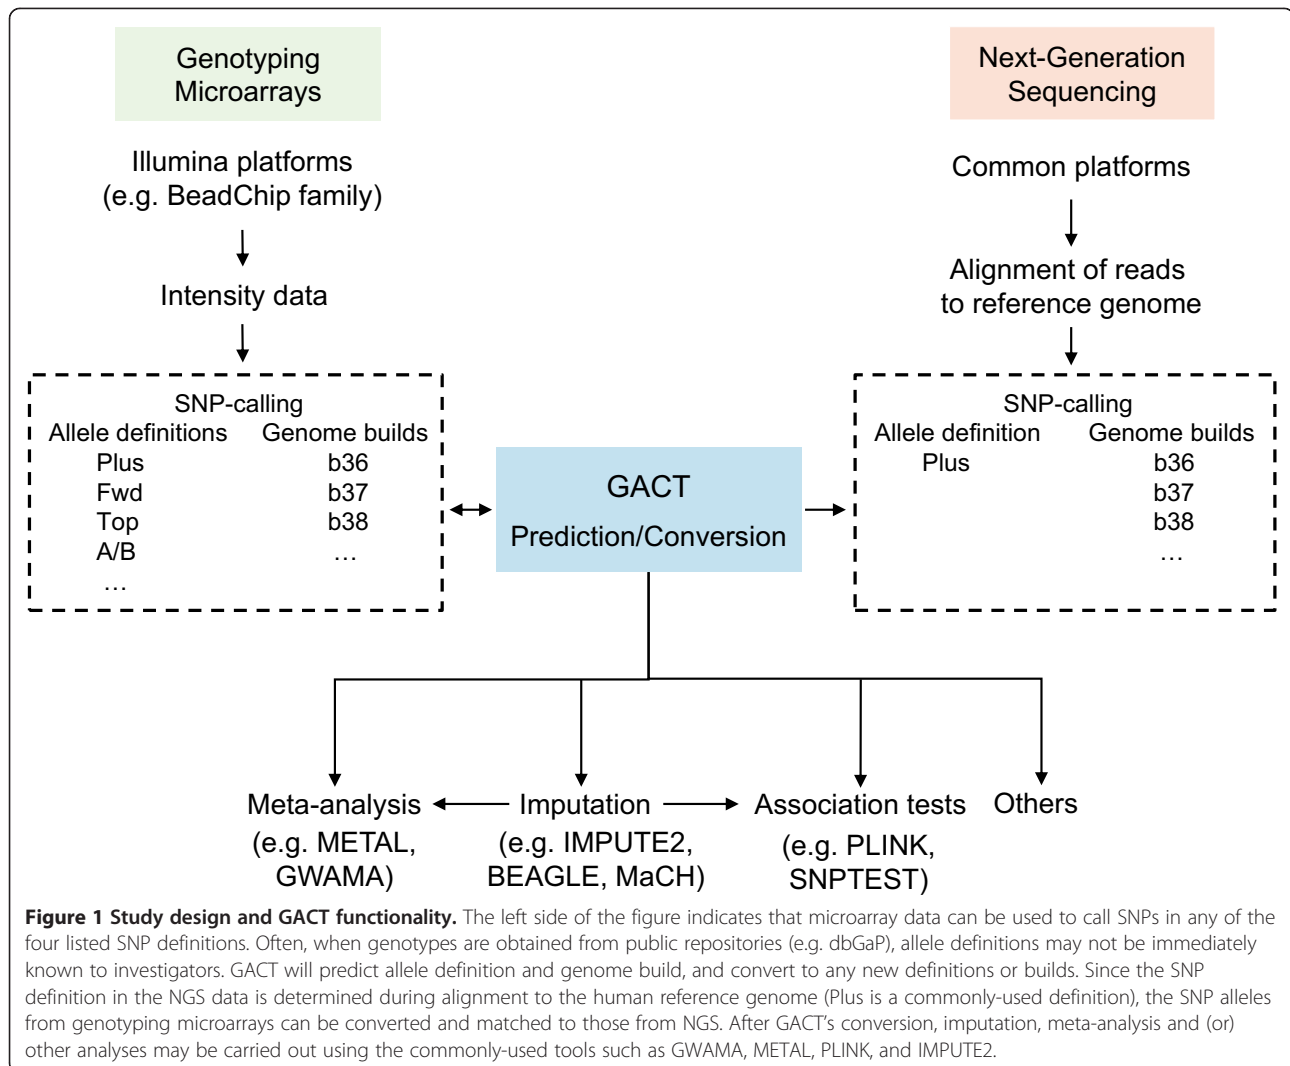 Genotyping
Microarrays
Illumina platforms
(e.g. BeadChip family)
Intensity data
SNP-calling
Allele definitions Genome builds
Plus b36
Fwd b37
Top b38
A/B ...
...
Next-Generation
Sequencing
Common platforms
Alignment of reads
to reference genome
SNP-calling
Allele definition Genome builds
Plus b36
b37
b38
...
GACT
Prediction/Conversion
Meta-analysis
(e.g. METAL,
GWAMA)
Imputation
(e.g. IMPUTE2,
BEAGLE, MaCH)
Association tests
(e.g. PLINK,
SNPTEST)
Others
Figure 1 Study design and GACT functionality. The left side of the figure indicates that microarray data can be used to call SNPs in any of the
four listed SNP definitions. Often, when genotypes are obtained from public repositories (e.g. dbGaP), allele definitions may not be immediately
known to investigators. GACT will predict allele definition and genome build, and convert to any new definitions or builds. Since the SNP
definition in the NGS data is determined during alignment to the human reference genome (Plus is a commonly-used definition), the SNP alleles
from genotyping microarrays can be converted and matched to those from NGS. After GACT's conversion, imputation, meta-analysis and (or)
other analyses may be carried out using the commonly-used tools such as GWAMA, METAL, PLINK, and IMPUTE2.